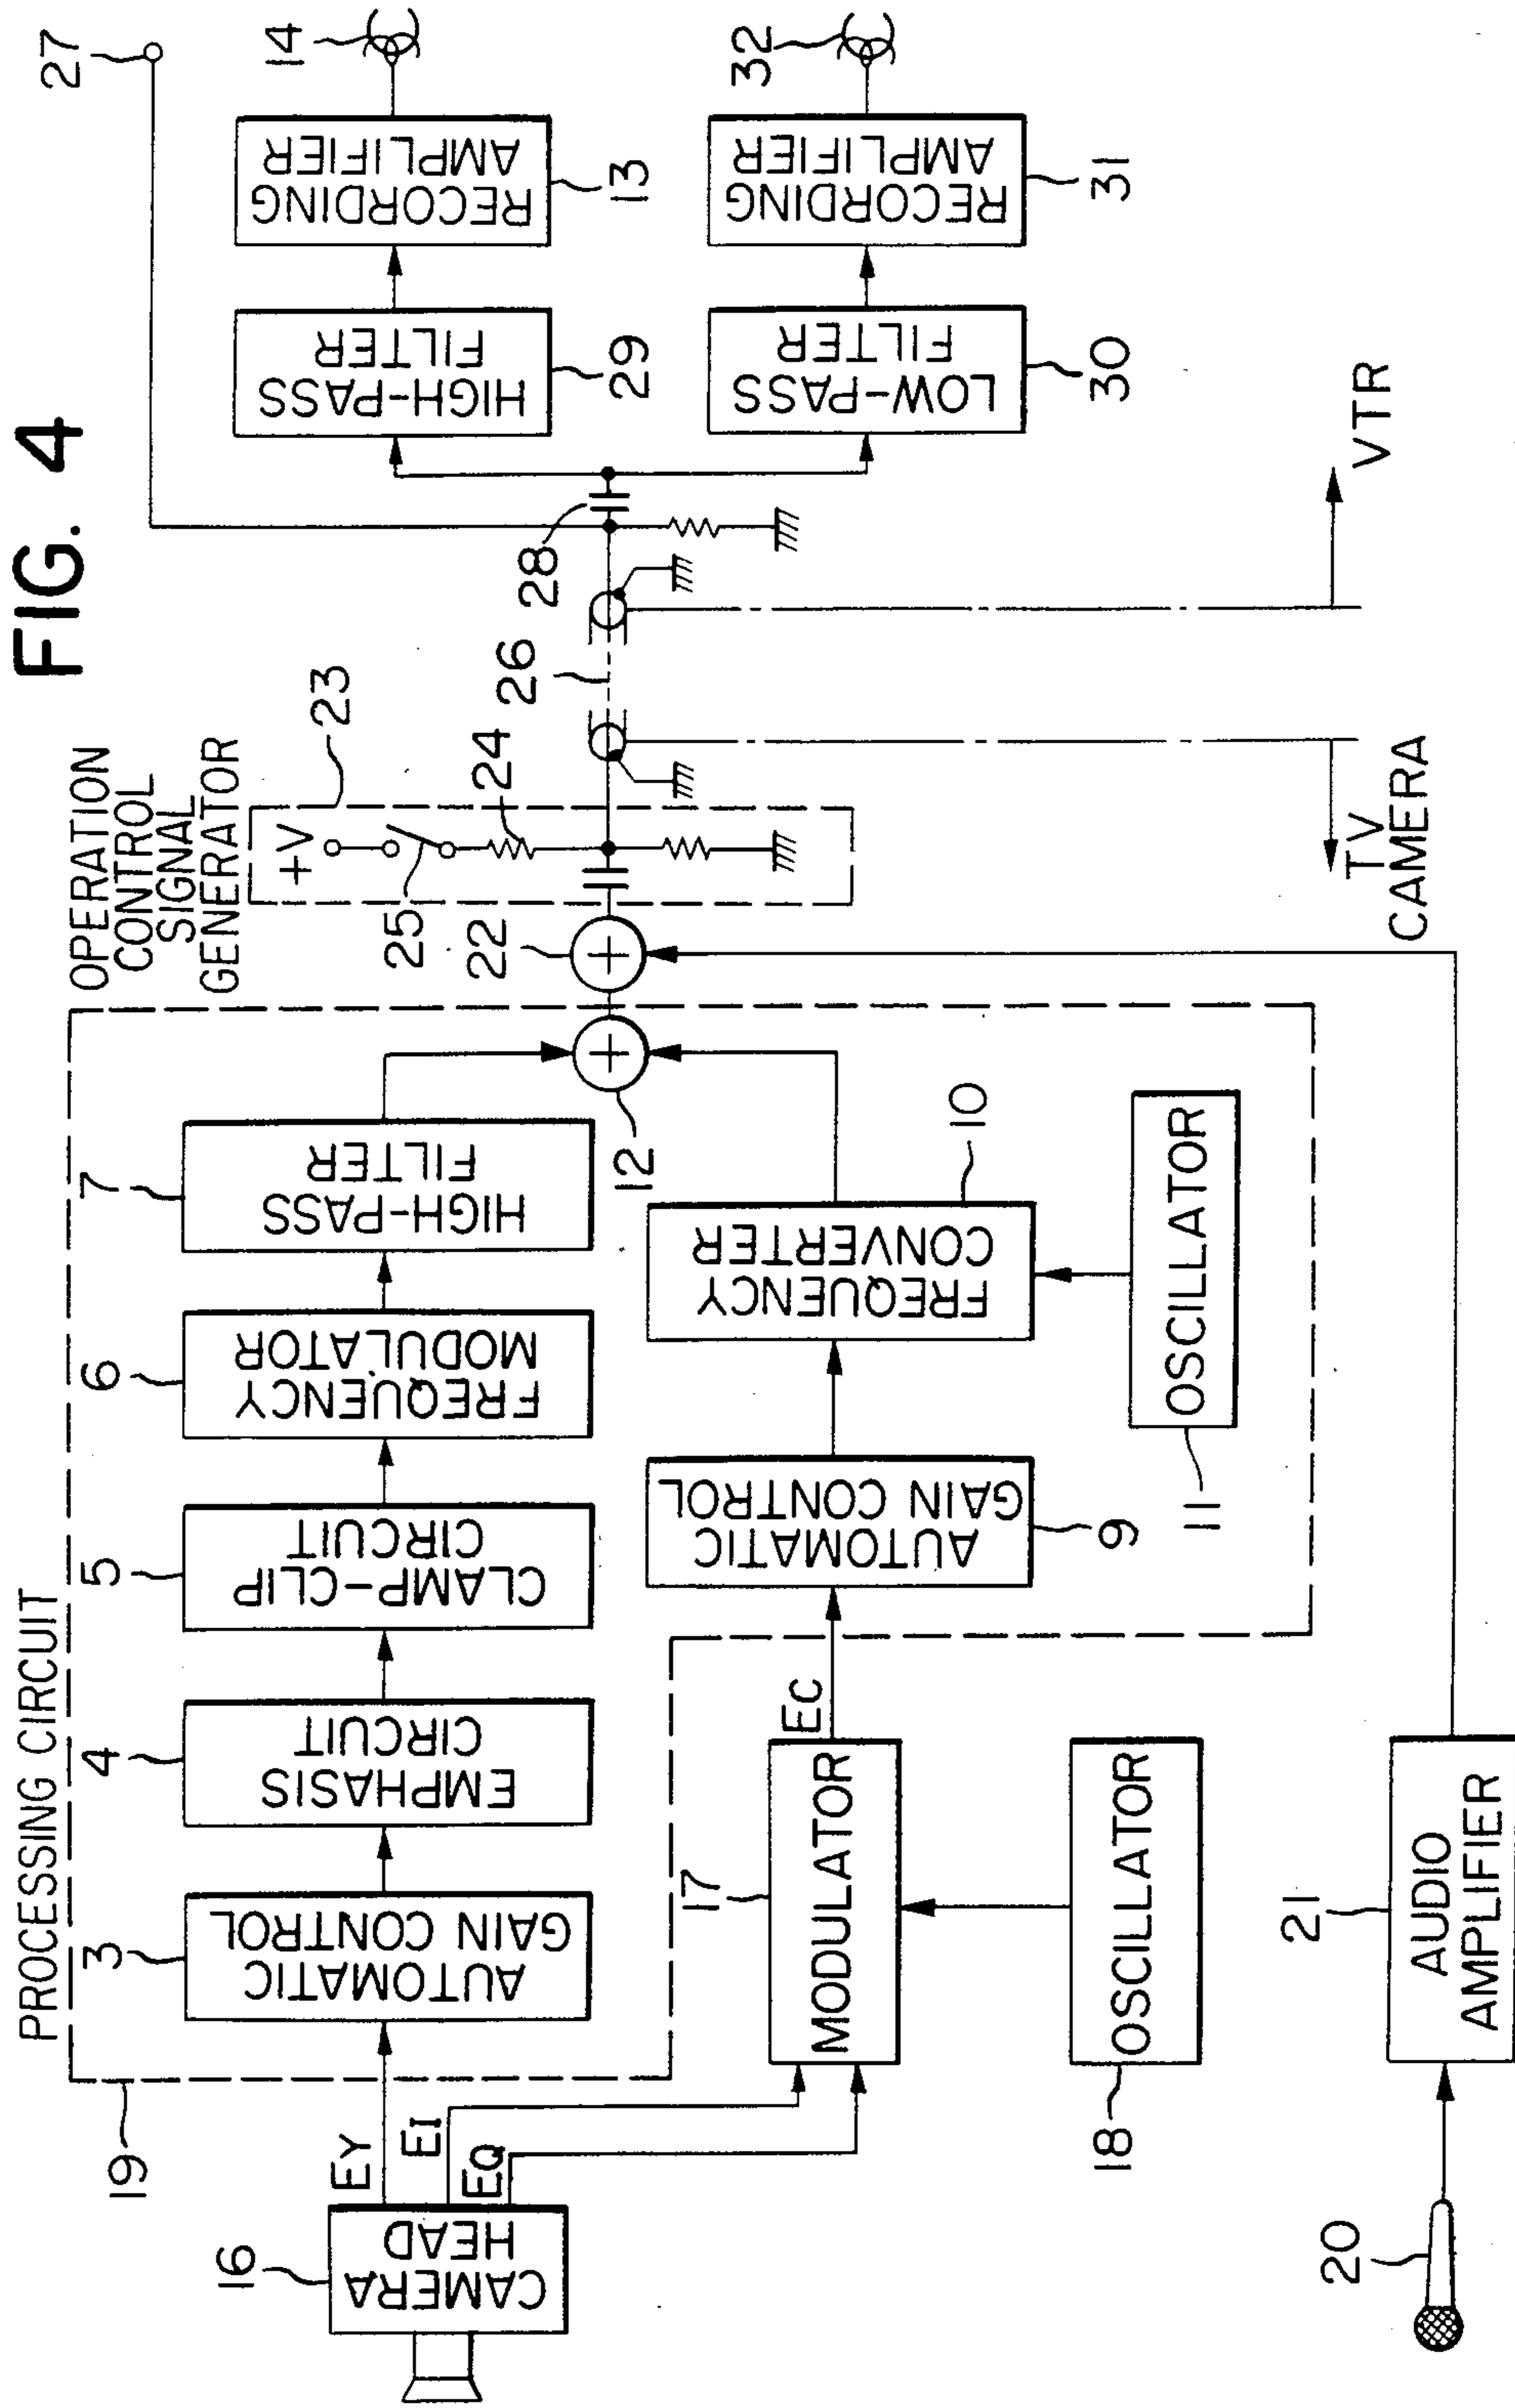 FIG. 4
PROCESSING CIRCUIT
OPERATION
CONTROL
SIGNAL
GENERATOR
19
3
4
5
6
7
23
27
+V
25
24
22
26
28
14
32
16
CAMERA
HEAD
EY
EI
EQ
AUTOMATIC
GAIN CONTROL
EMPHASIS
CIRCUIT
CLAMP-CLIP
CIRCUIT
FREQUENCY
MODULATOR
HIGH-PASS
FILTER
12
HIGH-PASS
FILTER
29
RECORDING
AMPLIFIER
13
17
MODULATOR
EC
AUTOMATIC
GAIN CONTROL
9
FREQUENCY
CONVERTER
10
LOW-PASS
FILTER
30
RECORDING
AMPLIFIER
31
18
OSCILLATOR
11
OSCILLATOR
20
21
AUDIO
AMPLIFIER
TV
CAMERA
VTR